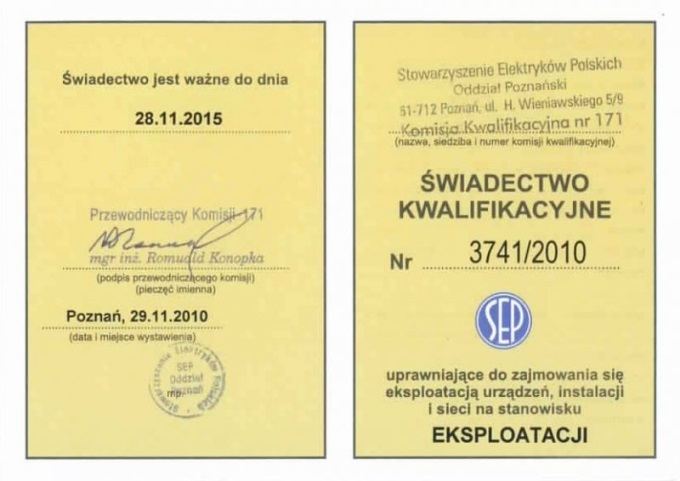 Świadectwo jest ważne do dnia
28.11.2015
Przewodniczący Komisji 171
mgr inż. Romuald Konopka
(podpis przewodniczącego komisji)
(pieczęć imienna)
Poznań, 29.11.2010
(data i miejsce wystawienia)
Stowarzyszenie Elektryków Polskich
SEP
Oddział
Poznań
mp.
Stowarzyszenie Elektryków Polskich
Oddział Poznański
61-712 Poznań, ul. H. Wieniawskiego 5/9
Komisja Kwalifikacyjna nr 171
(nazwa, siedziba i numer komisji kwalifikacyjnej)
ŚWIADECTWO
KWALIFIKACYJNE
Nr 3741/2010
SEP
uprawniające do zajmowania się
eksploatacją urządzeń, instalacji
i sieci na stanowisku
EKSPLOATACJI